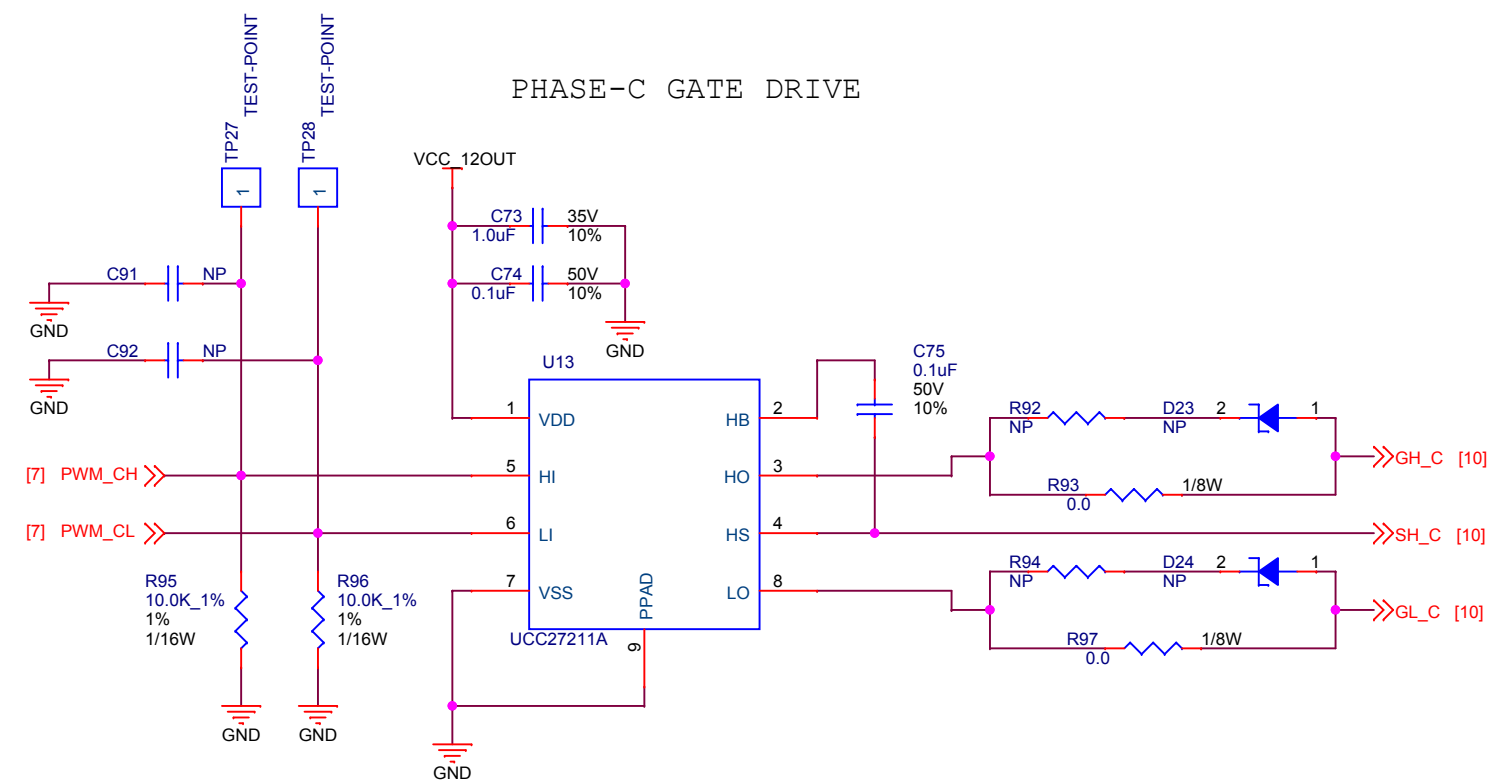 TP27
TEST-POINT
TP28
TEST-POINT
1
1
PHASE-C GATE DRIVE
VCC_12OUT
C73
1.0uF
35V
10%
C74
0.1uF
50V
10%
GND
C91
NP
GND
C92
NP
GND
U13
1
VDD
5
HI
6
LI
7
VSS
PPAD
9
HB
2
HO
3
HS
4
LO
8
UCC27211A
C75
0.1uF
50V
10%
[7] PWM_CH
[7] PWM_CL
R95
10.0K_1%
1%
1/16W
R96
10.0K_1%
1%
1/16W
GND
GND
GND
R92
NP
D23
NP
2
1
R93
0.0
1/8W
GH_C [10]
SH_C [10]
R94
NP
D24
NP
2
1
R97
0.0
1/8W
GL_C [10]